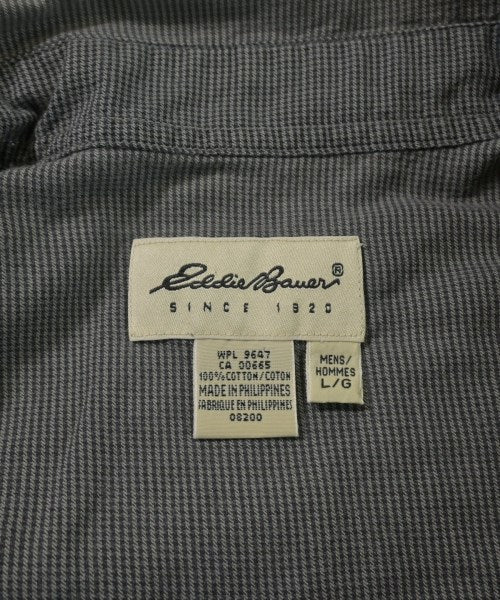 Eddie Bauer®
SINCE 1920
WPL 9647
CA 00665
100% COTTON/COTON
MADE IN PHILIPPINES
FABRIQUE EN PHILIPPINES
08200
MENS/
HOMMES
L/G